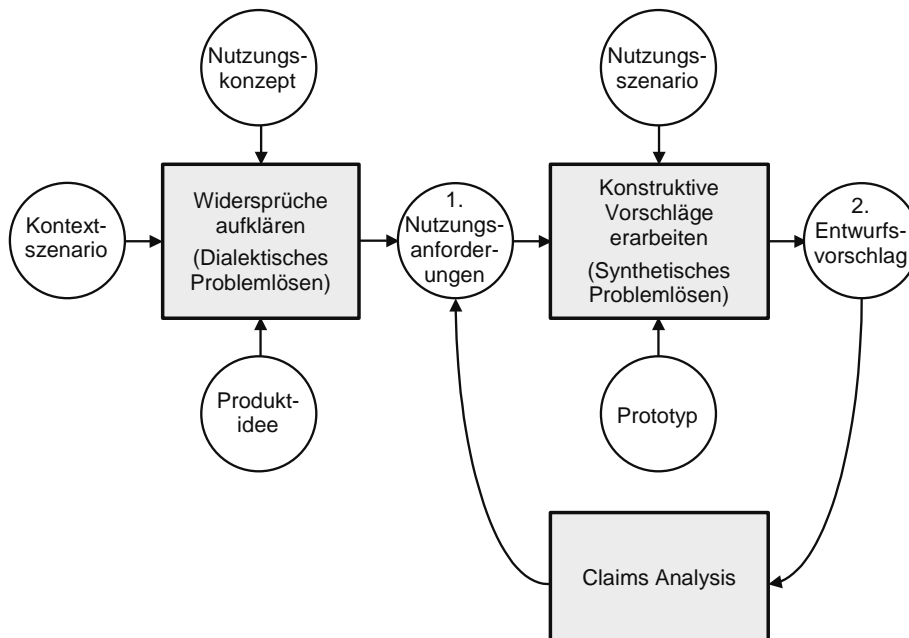 Nutzungs-
konzept
Nutzungs-
szenario
Kontext-
szenario
Widersprüche
aufklären
(Dialektisches
Problemlösen)
1.
Nutzungs-
anforder-
ungen
Konstruktive
Vorschläge
erarbeiten
(Synthetisches
Problemlösen)
2.
Entwurfs-
vorschlag
Produkt-
idee
Prototyp
Claims Analysis